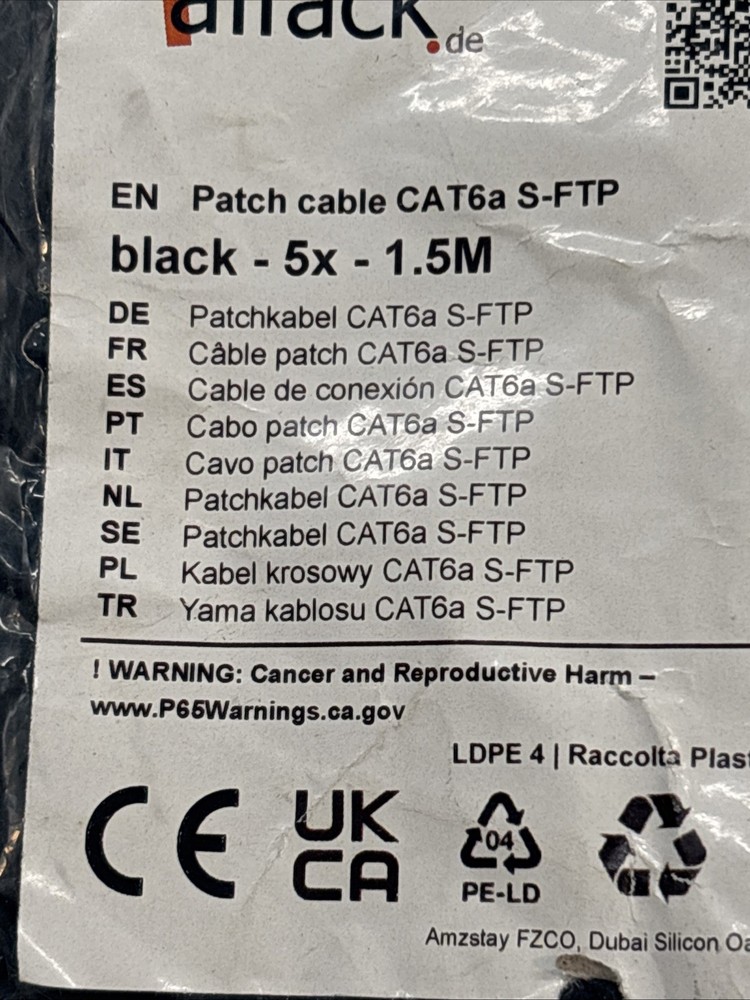 .de
EN Patch cable CAT6a S-FTP
black - 5x - 1.5M
DE Patchkabel CAT6a S-FTP
FR Câble patch CAT6a S-FTP
ES Cable de conexión CAT6a S-FTP
PT Cabo patch CAT6a S-FTP
IT Cavo patch CAT6a S-FTP
NL Patchkabel CAT6a S-FTP
SE Patchkabel CAT6a S-FTP
PL Kabel krosowy CAT6a S-FTP
TR Yama kablosu CAT6a S-FTP
! WARNING: Cancer and Reproductive Harm –
www.P65Warnings.ca.gov
LDPE 4 | Raccolta
CE
UK
CA
04
PE-LD
Amzstay FZCO, Dubai Silicon